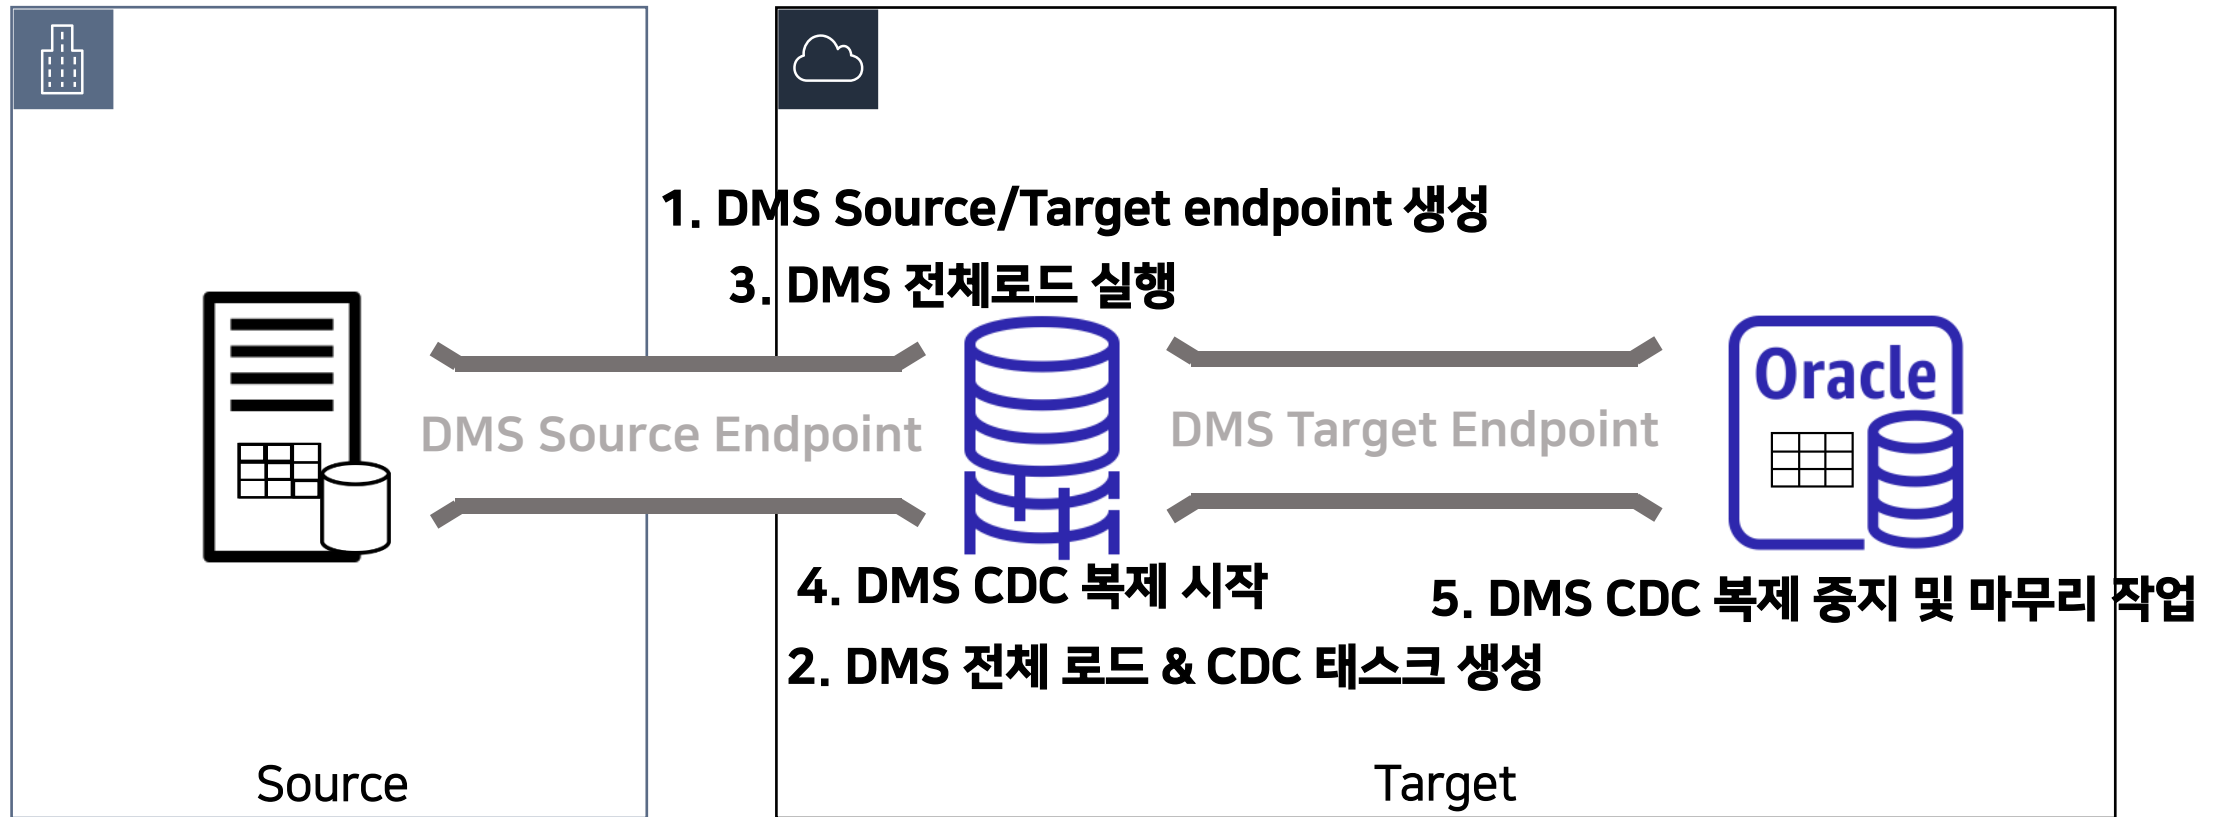 1. DMS Source/Target endpoint 생성
3. DMS 전체로드 실행
Oracle
DMS Source Endpoint
DMS Target Endpoint
4. DMS CDC 복제 시작
5. DMS CDC 복제 중지 및 마무리 작업
2. DMS 전체 로드 & CDC 태스크 생성
Source
Target